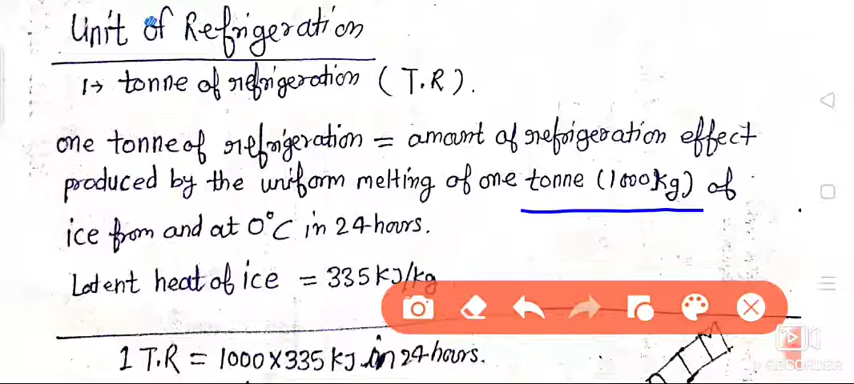 Unit of Refrigeration
1→ tonne of refrigeration (T.R).
one tonne of refrigeration = amount of refrigeration effect
produced by the uniform melting of one tonne (1000kg) of
ice from and at 0°C in 24 hours.
Latent heat of ice = 335 kJ/kg
1 T.R = 1000 X 335 kJ in 24 hours.
RECORDER